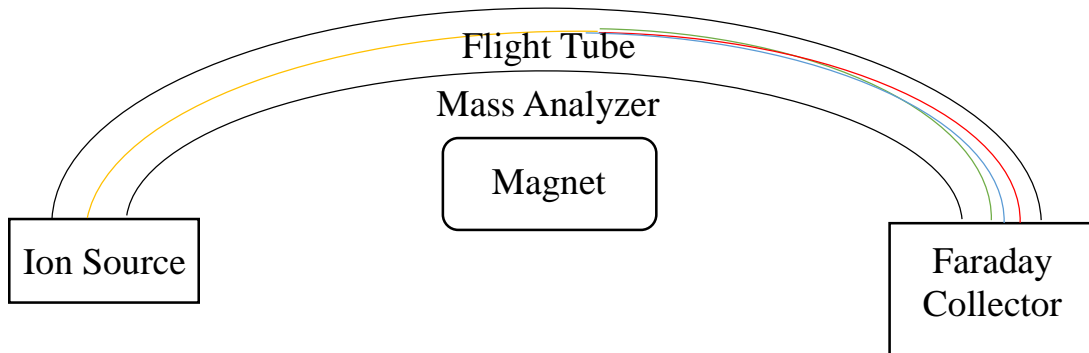 Flight Tube
Mass Analyzer
Magnet
Ion Source
Faraday
Collector